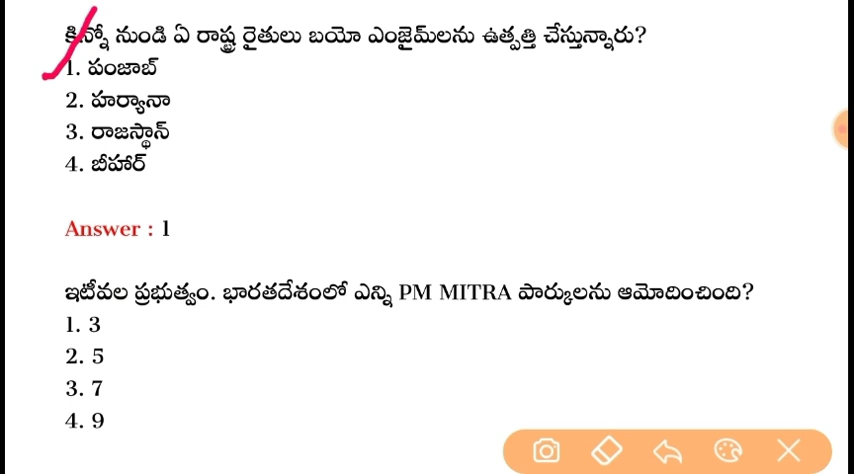 కిన్నో నుండి ఏ రాష్ట్ర రైతులు బయో ఎంజైమ్‌లను ఉత్పత్తి చేస్తున్నారు?
1. పంజాబ్
2. హర్యానా
3. రాజస్థాన్
4. బీహార్
Answer : 1
ఇటీవల ప్రభుత్వం. భారతదేశంలో ఎన్ని PM MITRA పార్కులను ఆమోదించింది?
1. 3
2. 5
3. 7
4. 9